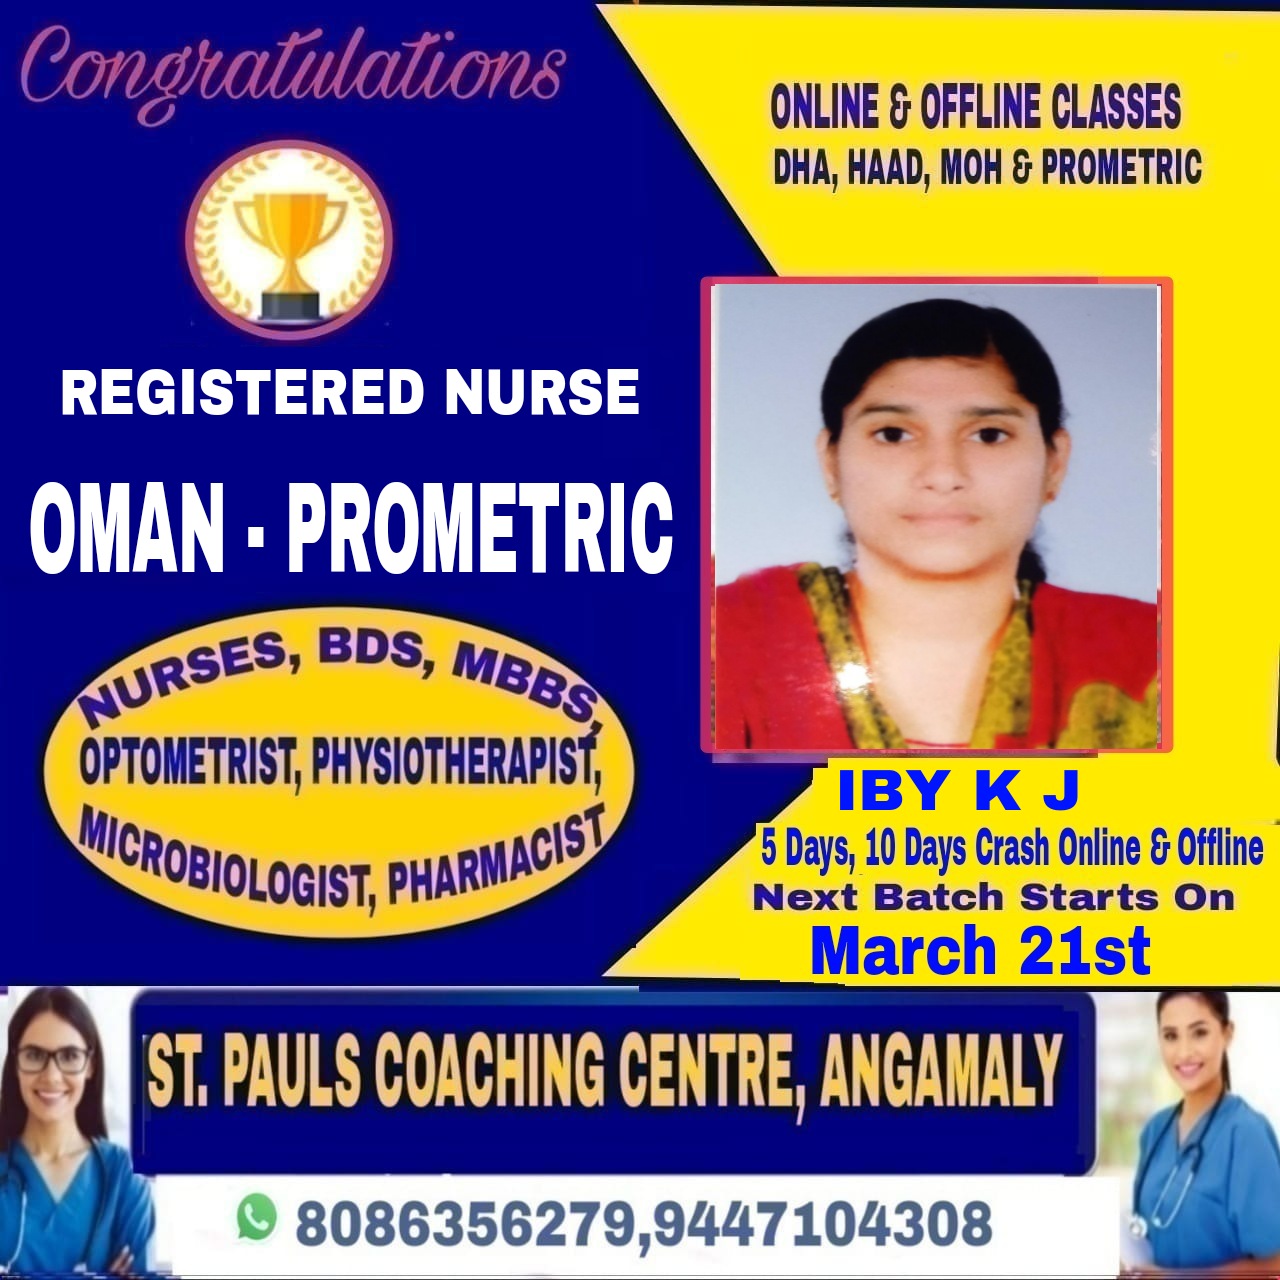 Congratulations
ONLINE & OFFLINE CLASSES
DHA, HAAD, MOH & PROMETRIC
REGISTERED NURSE
OMAN - PROMETRIC
NURSES, BDS, MBBS,
OPTOMETRIST, PHYSIOTHERAPIST,
MICROBIOLOGIST, PHARMACIST
IBY K J
5 Days, 10 Days Crash Online & Offline
Next Batch Starts On
March 21st
ST. PAULS COACHING CENTRE, ANGAMALY
8086356279,9447104308